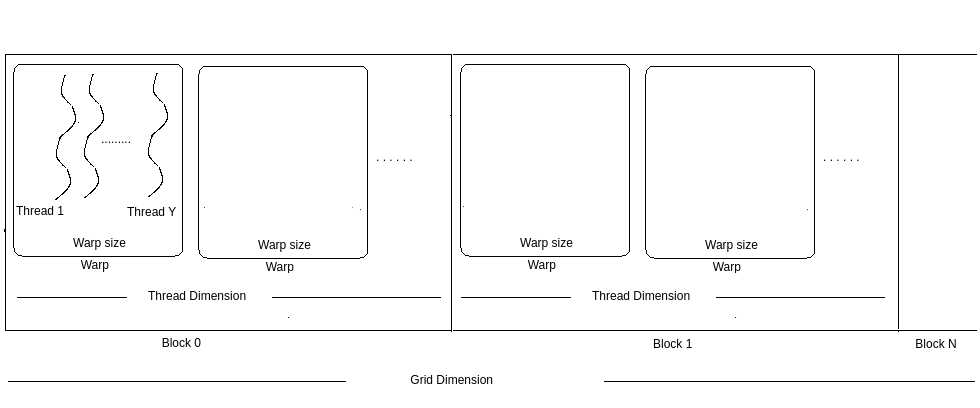 Thread 1 Thread Y
Warp size Warp size Warp size Warp size
Warp Warp Warp Warp
Thread Dimension Thread Dimension
Block 0 Block 1 Block N
Grid Dimension